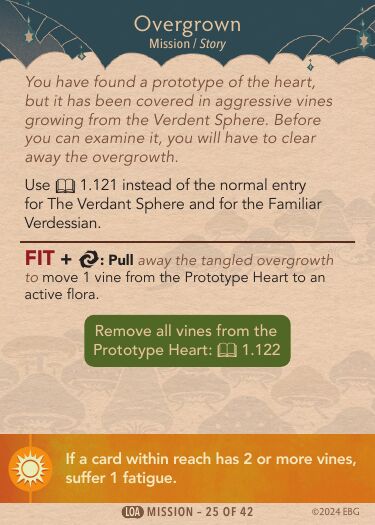 Overgrown
Mission / Story
You have found a prototype of the heart,
but it has been covered in aggressive vines
growing from the Verdent Sphere. Before
you can examine it, you will have to clear
away the overgrowth.
Use 1.121 instead of the normal entry
for The Verdant Sphere and for the Familiar
Verdessian.
FIT + : Pull away the tangled overgrowth
to move 1 vine from the Prototype Heart to an
active flora.
Remove all vines from the
Prototype Heart: 1.122
If a card within reach has 2 or more vines,
suffer 1 fatigue.
LOA MISSION – 25 OF 42
©2024 EBG